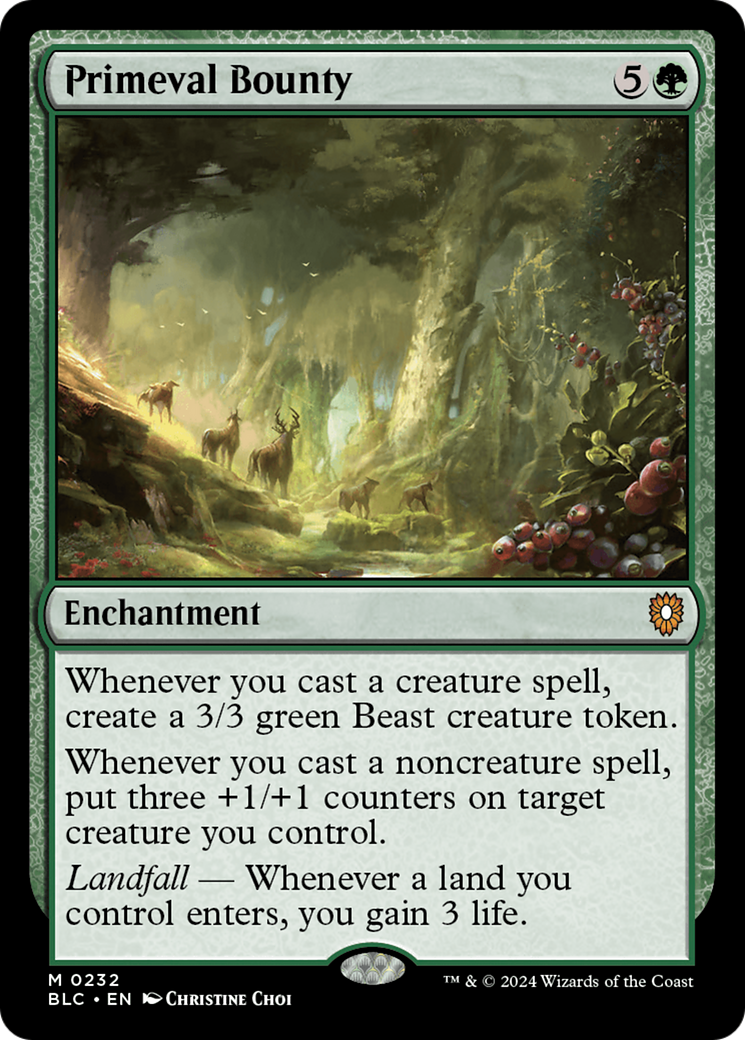 Primeval Bounty 5
Enchantment
Whenever you cast a creature spell,
create a 3/3 green Beast creature token.
Whenever you cast a noncreature spell,
put three +1/+1 counters on target
creature you control.
Landfall — Whenever a land you
control enters, you gain 3 life.
M 0232
BLC • EN Christine Choi
™ & © 2024 Wizards of the Coast